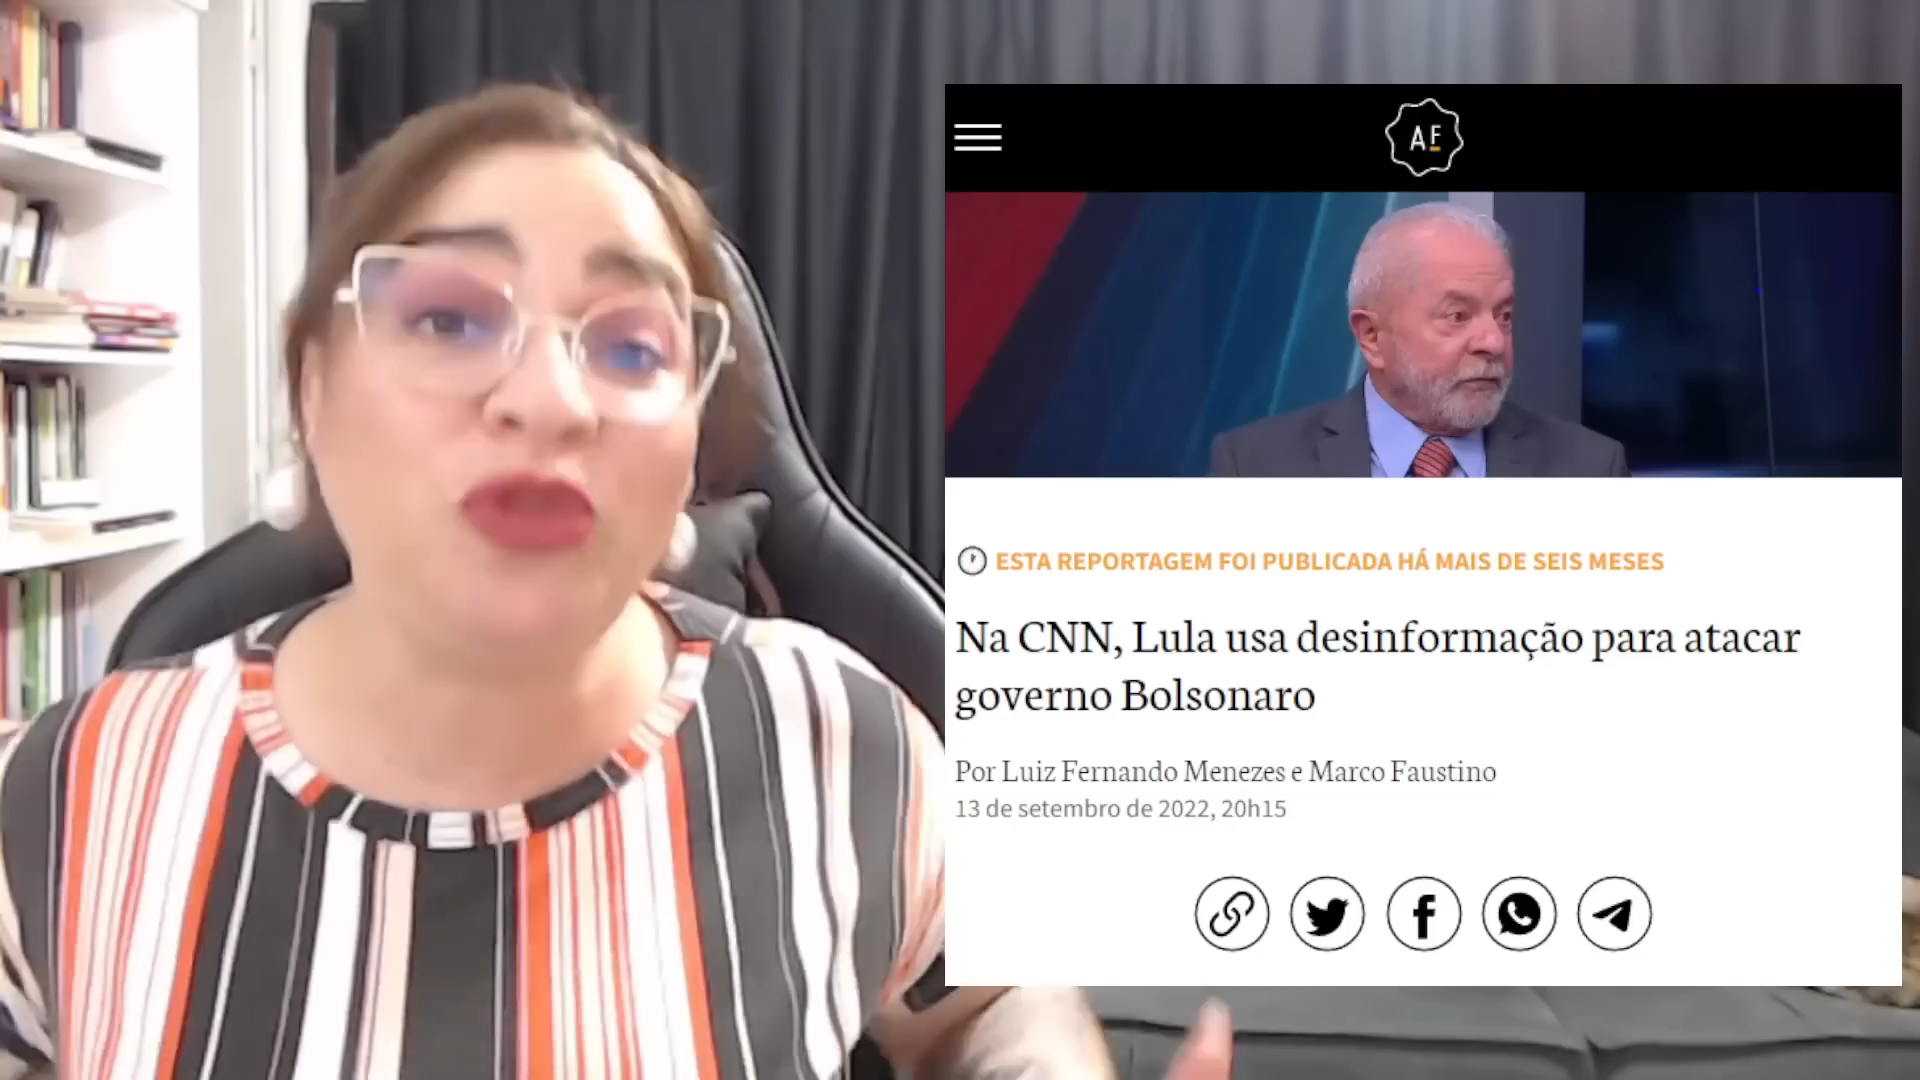 AF
ESTA REPORTAGEM FOI PUBLICADA HÁ MAIS DE SEIS MESES
Na CNN, Lula usa desinformação para atacar
governo Bolsonaro
Por Luiz Fernando Menezes e Marco Faustino
13 de setembro de 2022, 20h15